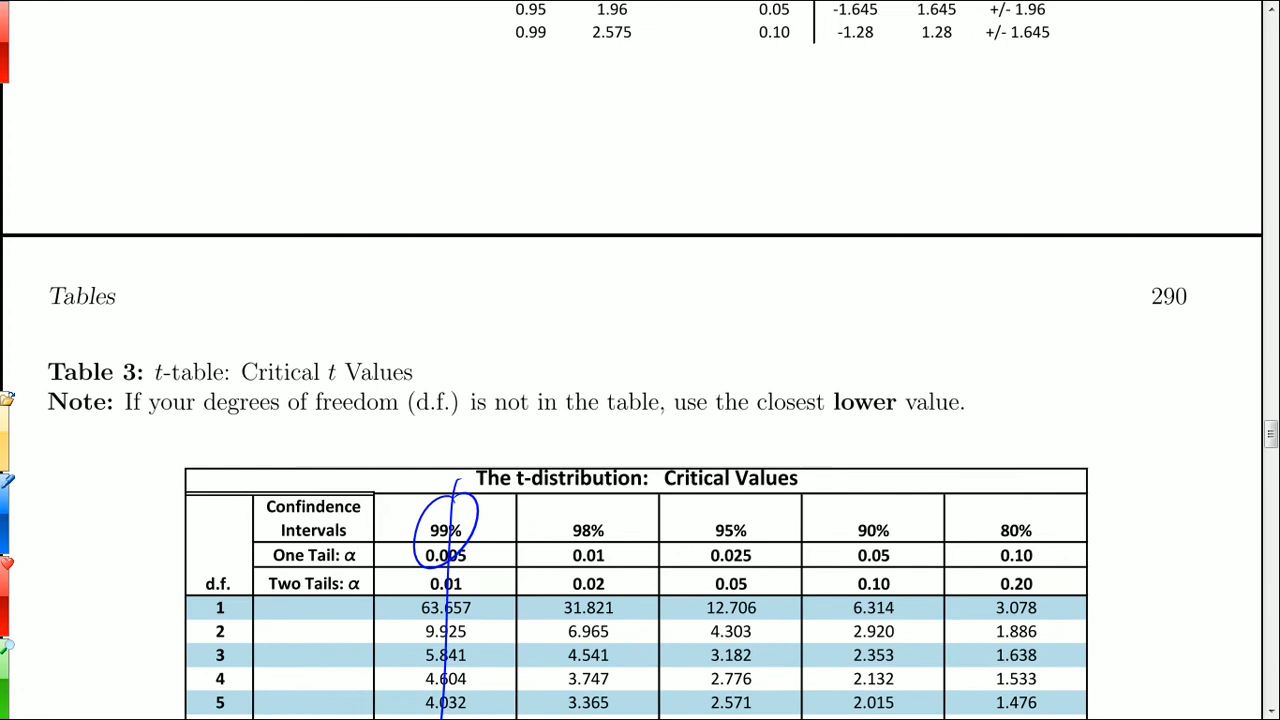 0.95 1.96 0.05 -1.645 1.645 +/- 1.96
0.99 2.575 0.10 -1.28 1.28 +/- 1.645
Tables 290
Table 3: t-table: Critical t Values
Note: If your degrees of freedom (d.f.) is not in the table, use the closest lower value.
The t-distribution: Critical Values
Confindence
Intervals 99% 98% 95% 90% 80%
One Tail: α 0.005 0.01 0.025 0.05 0.10
d.f. Two Tails: α 0.01 0.02 0.05 0.10 0.20
1 63.657 31.821 12.706 6.314 3.078
2 9.925 6.965 4.303 2.920 1.886
3 5.841 4.541 3.182 2.353 1.638
4 4.604 3.747 2.776 2.132 1.533
5 4.032 3.365 2.571 2.015 1.476